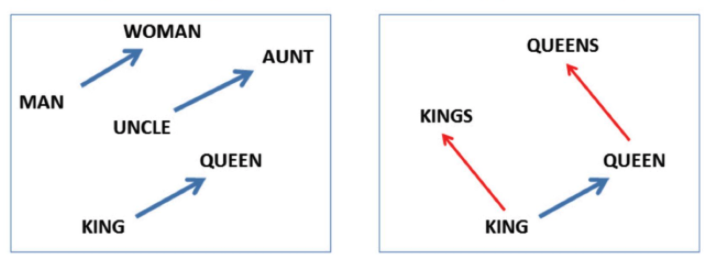 WOMAN
AUNT
MAN
UNCLE
QUEEN
KING
QUEENS
KINGS
QUEEN
KING